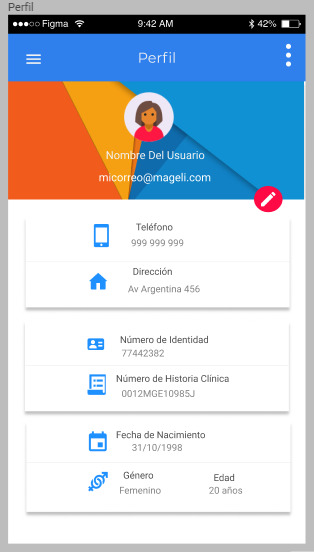 Perfil
Figma 9:42 AM 42%
Perfil
Nombre Del Usuario
micorreo@mageli.com
Teléfono
999 999 999
Dirección
Av Argentina 456
Número de Identidad
77442382
Número de Historia Clínica
0012MGE10985J
Fecha de Nacimiento
31/10/1998
Género Edad
Femenino 20 años